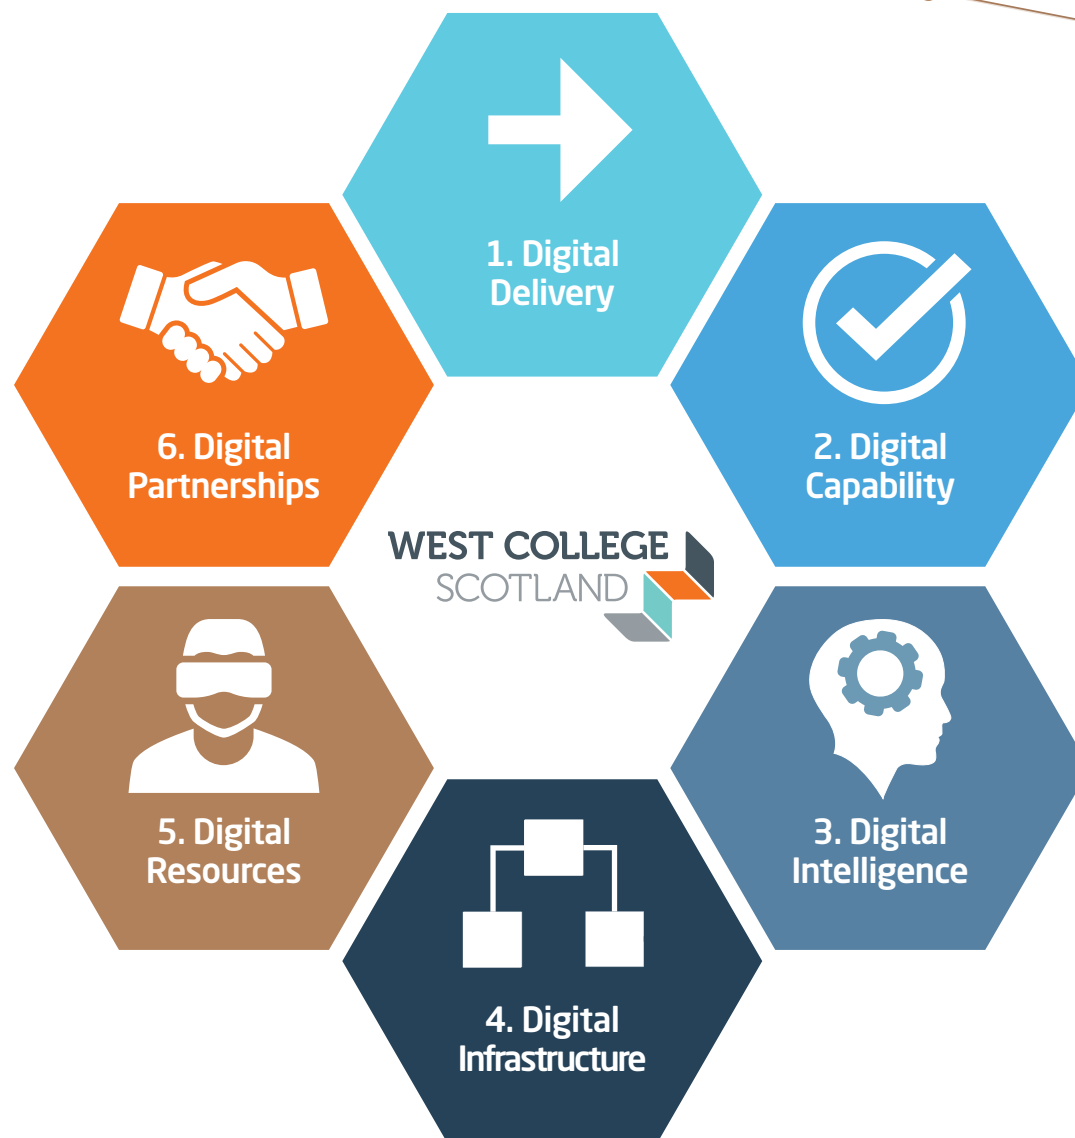 1. Digital
Delivery
2. Digital
Capability
3. Digital
Intelligence
4. Digital
Infrastructure
5. Digital
Resources
6. Digital
Partnerships
WEST COLLEGE
SCOTLAND